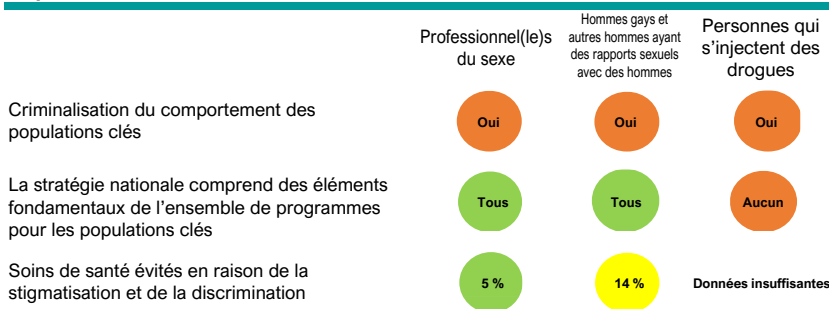 Professionnel(le)s
du sexe
Hommes gays et
autres hommes ayant
des rapports sexuels
avec des hommes
Personnes qui
s'injectent des
drogues
Criminalisation du comportement des
populations clés
Oui
Oui
Oui
La stratégie nationale comprend des éléments
fondamentaux de l'ensemble de programmes
pour les populations clés
Tous
Tous
Aucun
Soins de santé évités en raison de la
stigmatisation et de la discrimination
5 %
14 %
Données insuffisantes